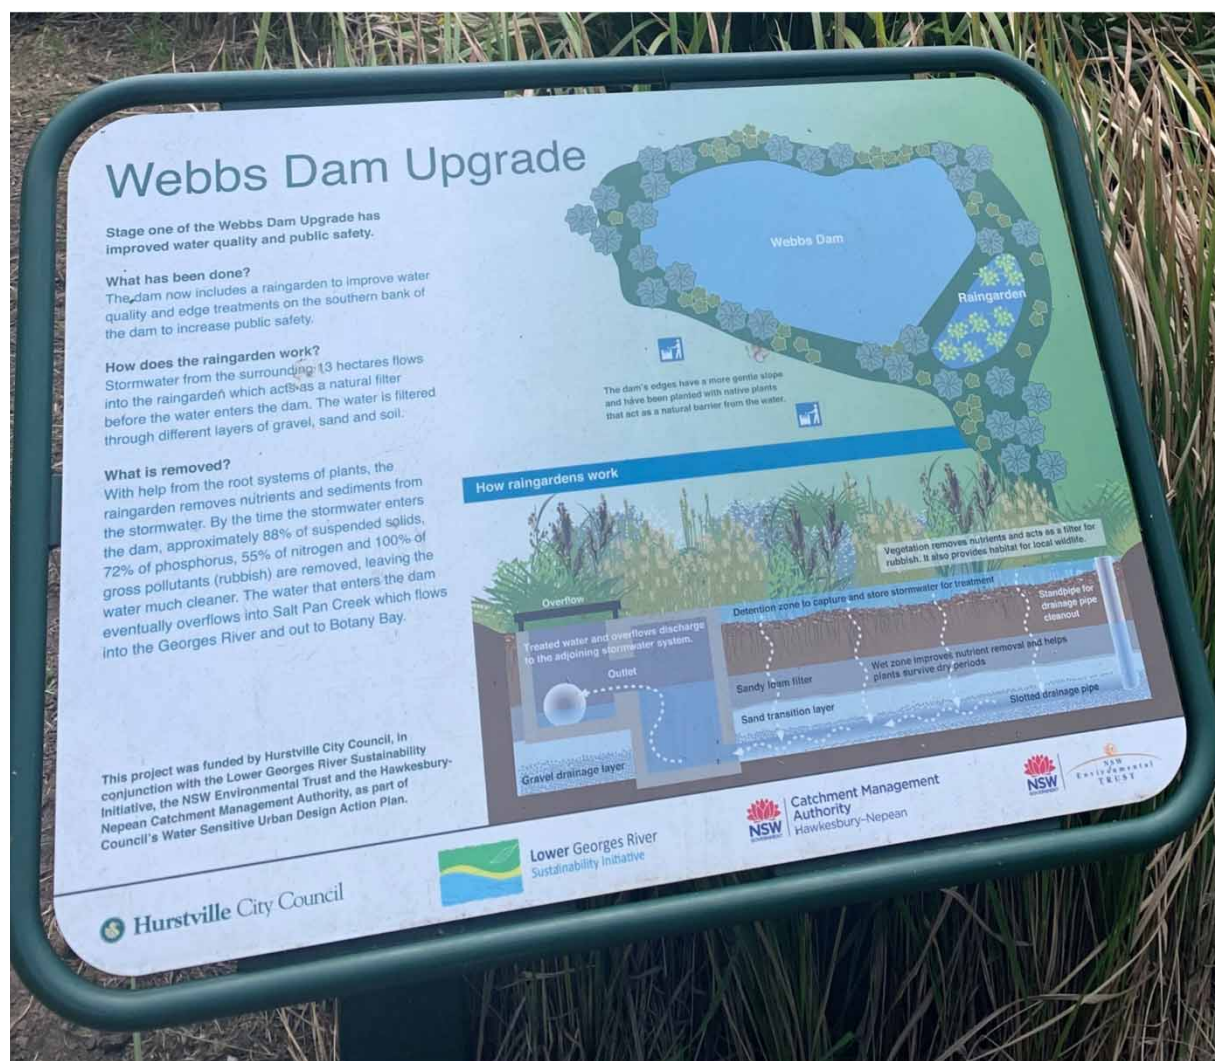 Webbs Dam Upgrade
Stage one of the Webbs Dam Upgrade has
improved water quality and public safety.
What has been done?
The dam now includes a raingarden to improve water
quality and edge treatments on the southern bank of
the dam to increase public safety.
How does the raingarden work?
Stormwater from the surrounding 13 hectares flows
into the raingarden which acts as a natural filter
before the water enters the dam. The water is filtered
through different layers of gravel, sand and soil.
What is removed?
With help from the root systems of plants, the
raingarden removes nutrients and sediments from
the stormwater. By the time the stormwater enters
the dam, approximately 88% of suspended solids,
72% of phosphorus, 55% of nitrogen and 100% of
gross pollutants (rubbish) are removed, leaving the
water much cleaner. The water that enters the dam
eventually overflows into Salt Pan Creek which flows
into the Georges River and out to Botany Bay.
This project was funded by Hurstville City Council, in
conjunction with the Lower Georges River Sustainability
Initiative, the NSW Environmental Trust and the Hawkesbury-
Nepean Catchment Management Authority, as part of
Council's Water Sensitive Urban Design Action Plan.
Webbs Dam
Raingarden
The dam's edges have a more gentle slope
and have been planted with native plants
that act as a natural barrier from the water.
How raingardens work
Vegetation removes nutrients and acts as a filter for
rubbish. It also provides habitat for local wildlife.
Overflow
Detention zone to capture and store stormwater for treatment
Standpipe for
drainage pipe
cleanout
Treated water and overflows discharge
to the adjoining stormwater system.
Outlet
Wet zone improves nutrient removal and helps
plants survive dry periods
Sandy loam filter
Sand transition layer
Slotted drainage pipe
Gravel drainage layer
Hurstville City Council
Lower Georges River
Sustainability Initiative
NSW
GOVERNMENT
Catchment Management
Authority
Hawkesbury–Nepean
NSW
GOVERNMENT
NSW
Environmental
TRUST